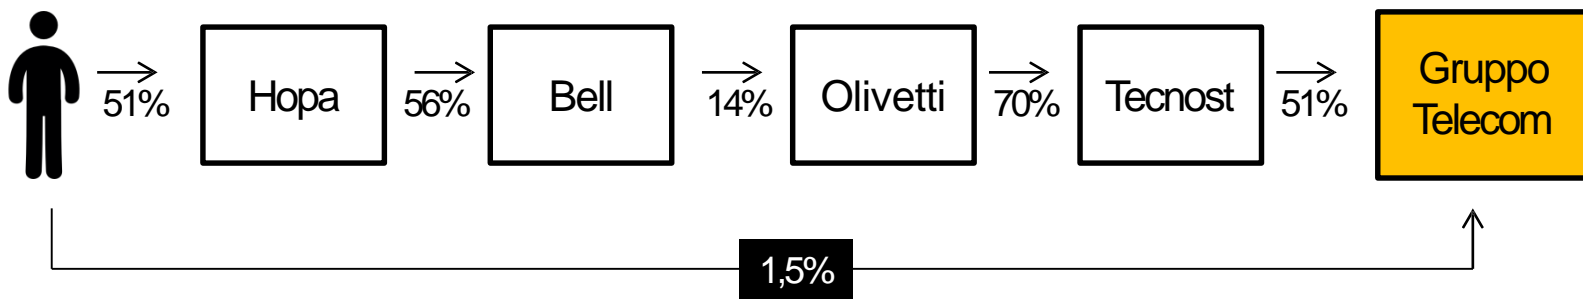 51%
Hopa
56%
Bell
14%
Olivetti
70%
Tecnost
51%
Gruppo
Telecom
1,5%